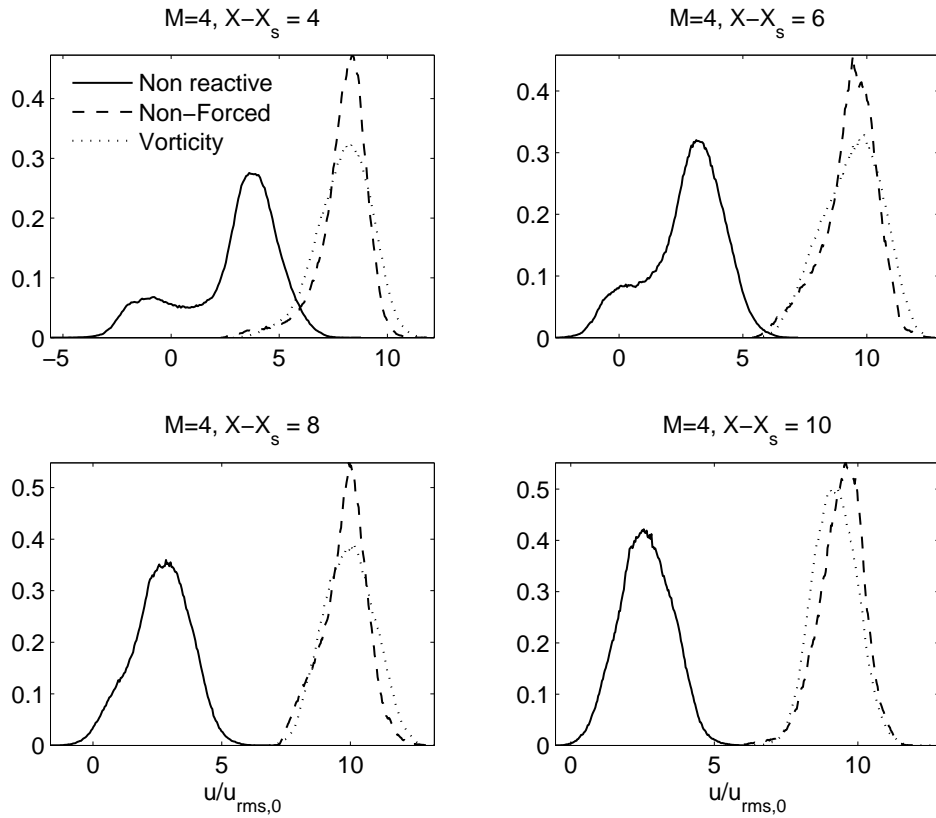 M=4, X−X_s = 4
0.4
0.3
0.2
0.1
0
−5 0 5 10
Non reactive
Non−Forced
Vorticity
M=4, X−X_s = 6
0.4
0.3
0.2
0.1
0
0 5 10
M=4, X−X_s = 8
0.5
0.4
0.3
0.2
0.1
0
0 5 10
u/u_rms,0
M=4, X−X_s = 10
0.5
0.4
0.3
0.2
0.1
0
0 5 10
u/u_rms,0